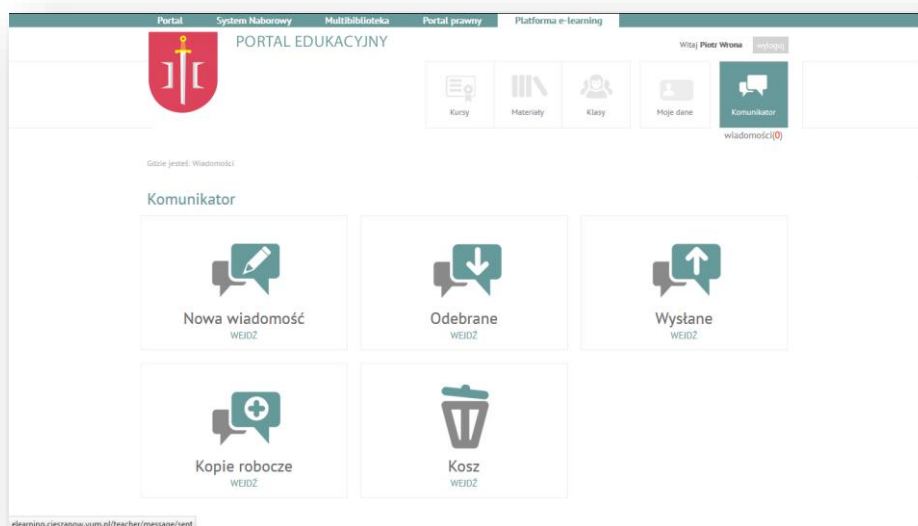 Portal System Naborowy Multibiblioteka Portal prawny Platforma e-learning
PORTAL EDUKACYJNY
Witaj Piotr Wrona wyloguj
Kursy Materiały Klasy Moje dane Komunikator
wiadomości(0)
Gdzie jesteś: Wiadomości
Komunikator
Nowa wiadomość Odebrane Wysłane
WEJDŹ WEJDŹ WEJDŹ
Kopie robocze Kosz
WEJDŹ WEJDŹ
elearning.cieszanow.vum.pl/teacher/message/sent